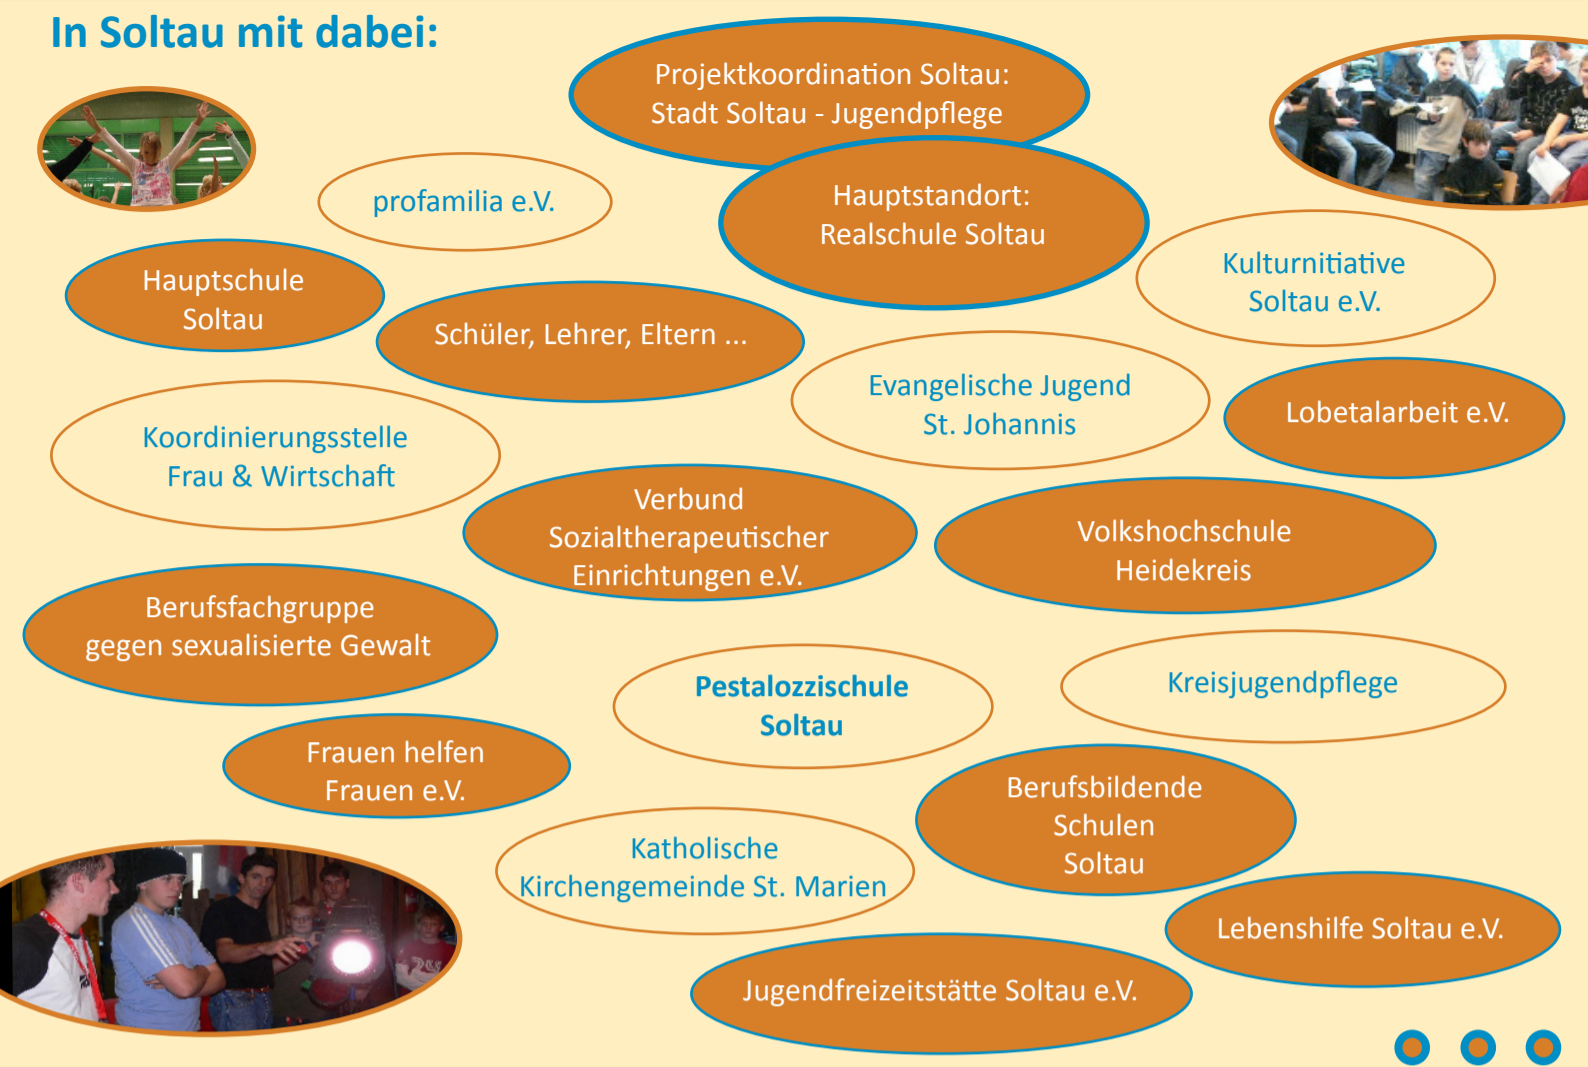 In Soltau mit dabei:
Projektkoordination Soltau:
Stadt Soltau - Jugendpflege
profamilia e.V.
Hauptstandort:
Realschule Soltau
Kulturnitiative
Soltau e.V.
Hauptschule
Soltau
Schüler, Lehrer, Eltern ...
Evangelische Jugend
St. Johannis
Lobetalarbeit e.V.
Koordinierungsstelle
Frau & Wirtschaft
Verbund
Sozialtherapeutischer
Einrichtungen e.V.
Volkshochschule
Heidekreis
Berufsfachgruppe
gegen sexualisierte Gewalt
Pestalozzischule
Soltau
Kreisjugendpflege
Frauen helfen
Frauen e.V.
Berufsbildende
Schulen
Soltau
Katholische
Kirchengemeinde St. Marien
Lebenshilfe Soltau e.V.
Jugendfreizeitstätte Soltau e.V.